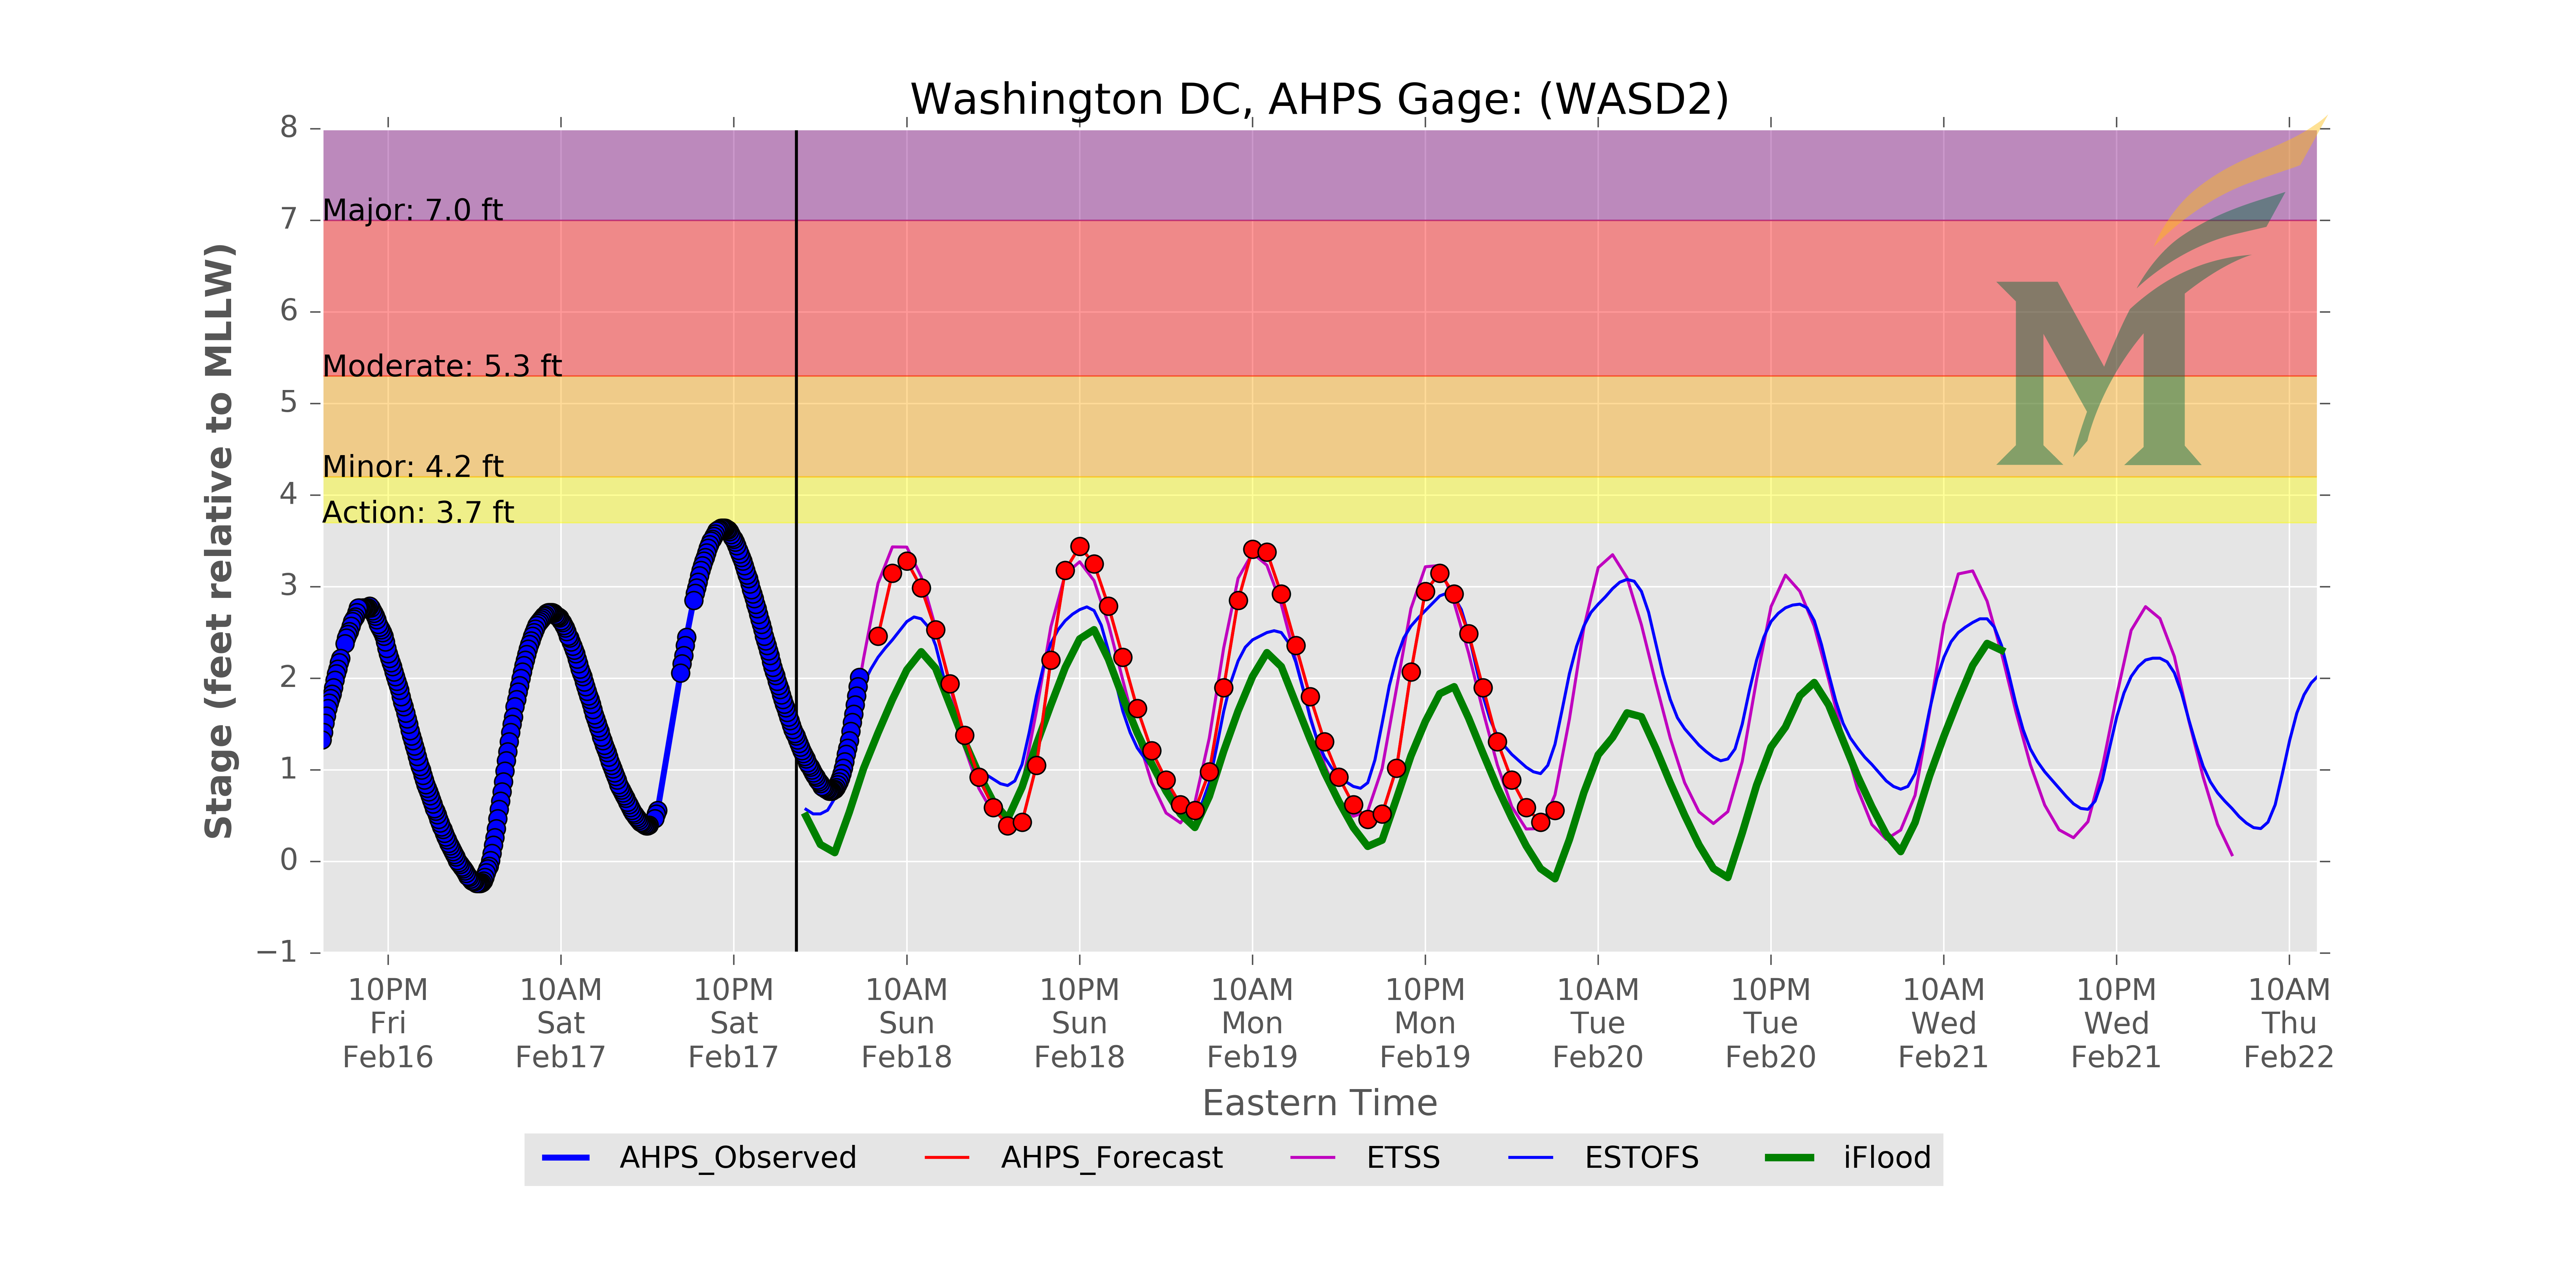 Washington DC, AHPS Gage: (WASD2)
8
7
6
5
4
3
2
1
0
−1
Stage (feet relative to MLLW)
Major: 7.0 ft
Moderate: 5.3 ft
Minor: 4.2 ft
Action: 3.7 ft
10PM 10AM 10PM 10AM 10PM 10AM 10PM 10AM 10PM 10AM 10PM 10AM
Fri Sat Sat Sun Sun Mon Mon Tue Tue Wed Wed Thu
Feb16 Feb17 Feb17 Feb18 Feb18 Feb19 Feb19 Feb20 Feb20 Feb21 Feb21 Feb22
Eastern Time
AHPS_Observed AHPS_Forecast ETSS ESTOFS iFlood